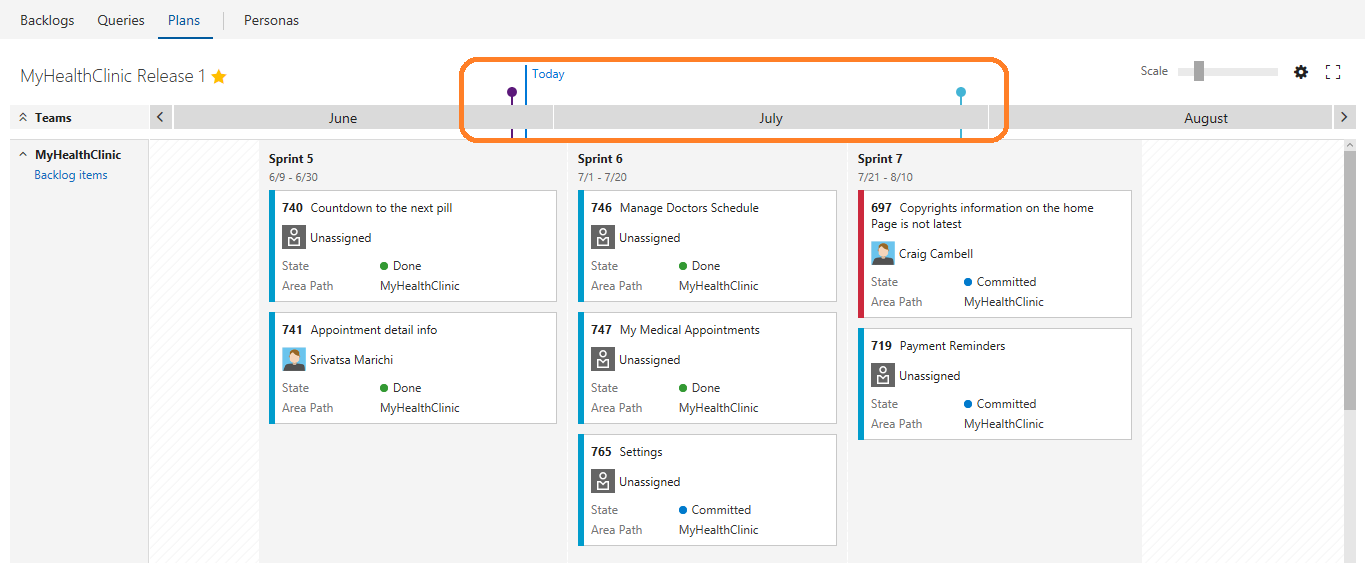 Backlogs Queries Plans Personas
MyHealthClinic Release 1
Today
Scale
Teams
June July August
MyHealthClinic
Backlog items
Sprint 5
6/9 - 6/30
740 Countdown to the next pill
Unassigned
State Done
Area Path MyHealthClinic
741 Appointment detail info
Srivatsa Marichi
State Done
Area Path MyHealthClinic
Sprint 6
7/1 - 7/20
746 Manage Doctors Schedule
Unassigned
State Done
Area Path MyHealthClinic
747 My Medical Appointments
Unassigned
State Done
Area Path MyHealthClinic
765 Settings
Unassigned
State Committed
Area Path MyHealthClinic
Sprint 7
7/21 - 8/10
697 Copyrights information on the home
Page is not latest
Craig Cambell
State Committed
Area Path MyHealthClinic
719 Payment Reminders
Unassigned
State Committed
Area Path MyHealthClinic